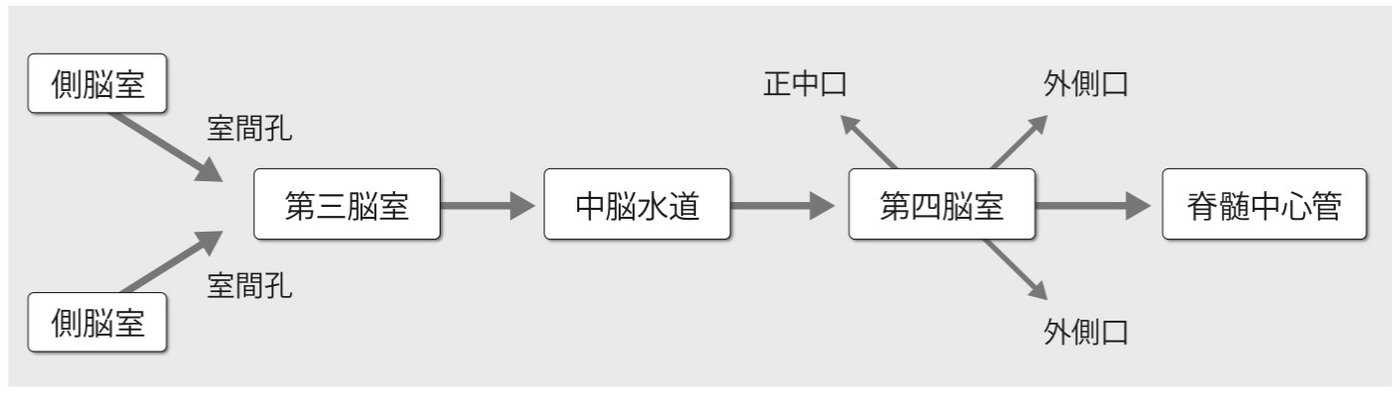 側脳室
室間孔
正中口
外側口
第三脳室
中脳水道
第四脳室
脊髄中心管
室間孔
側脳室
外側口